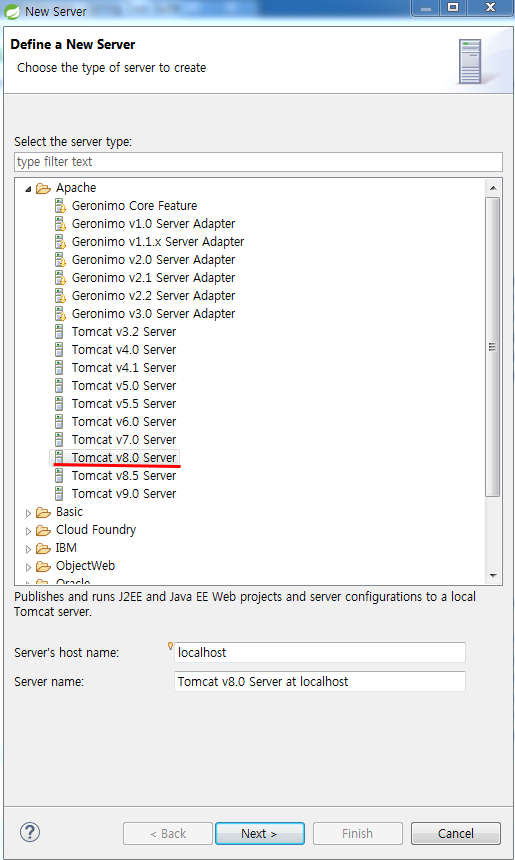 New Server
Define a New Server
Choose the type of server to create
Select the server type:
type filter text
Apache
Geronimo Core Feature
Geronimo v1.0 Server Adapter
Geronimo v1.1.x Server Adapter
Geronimo v2.0 Server Adapter
Geronimo v2.1 Server Adapter
Geronimo v2.2 Server Adapter
Geronimo v3.0 Server Adapter
Tomcat v3.2 Server
Tomcat v4.0 Server
Tomcat v4.1 Server
Tomcat v5.0 Server
Tomcat v5.5 Server
Tomcat v6.0 Server
Tomcat v7.0 Server
Tomcat v8.0 Server
Tomcat v8.5 Server
Tomcat v9.0 Server
Basic
Cloud Foundry
IBM
ObjectWeb
Oracle
Publishes and runs J2EE and Java EE Web projects and server configurations to a local
Tomcat server.
Server's host name: localhost
Server name: Tomcat v8.0 Server at localhost
? < Back Next > Finish Cancel